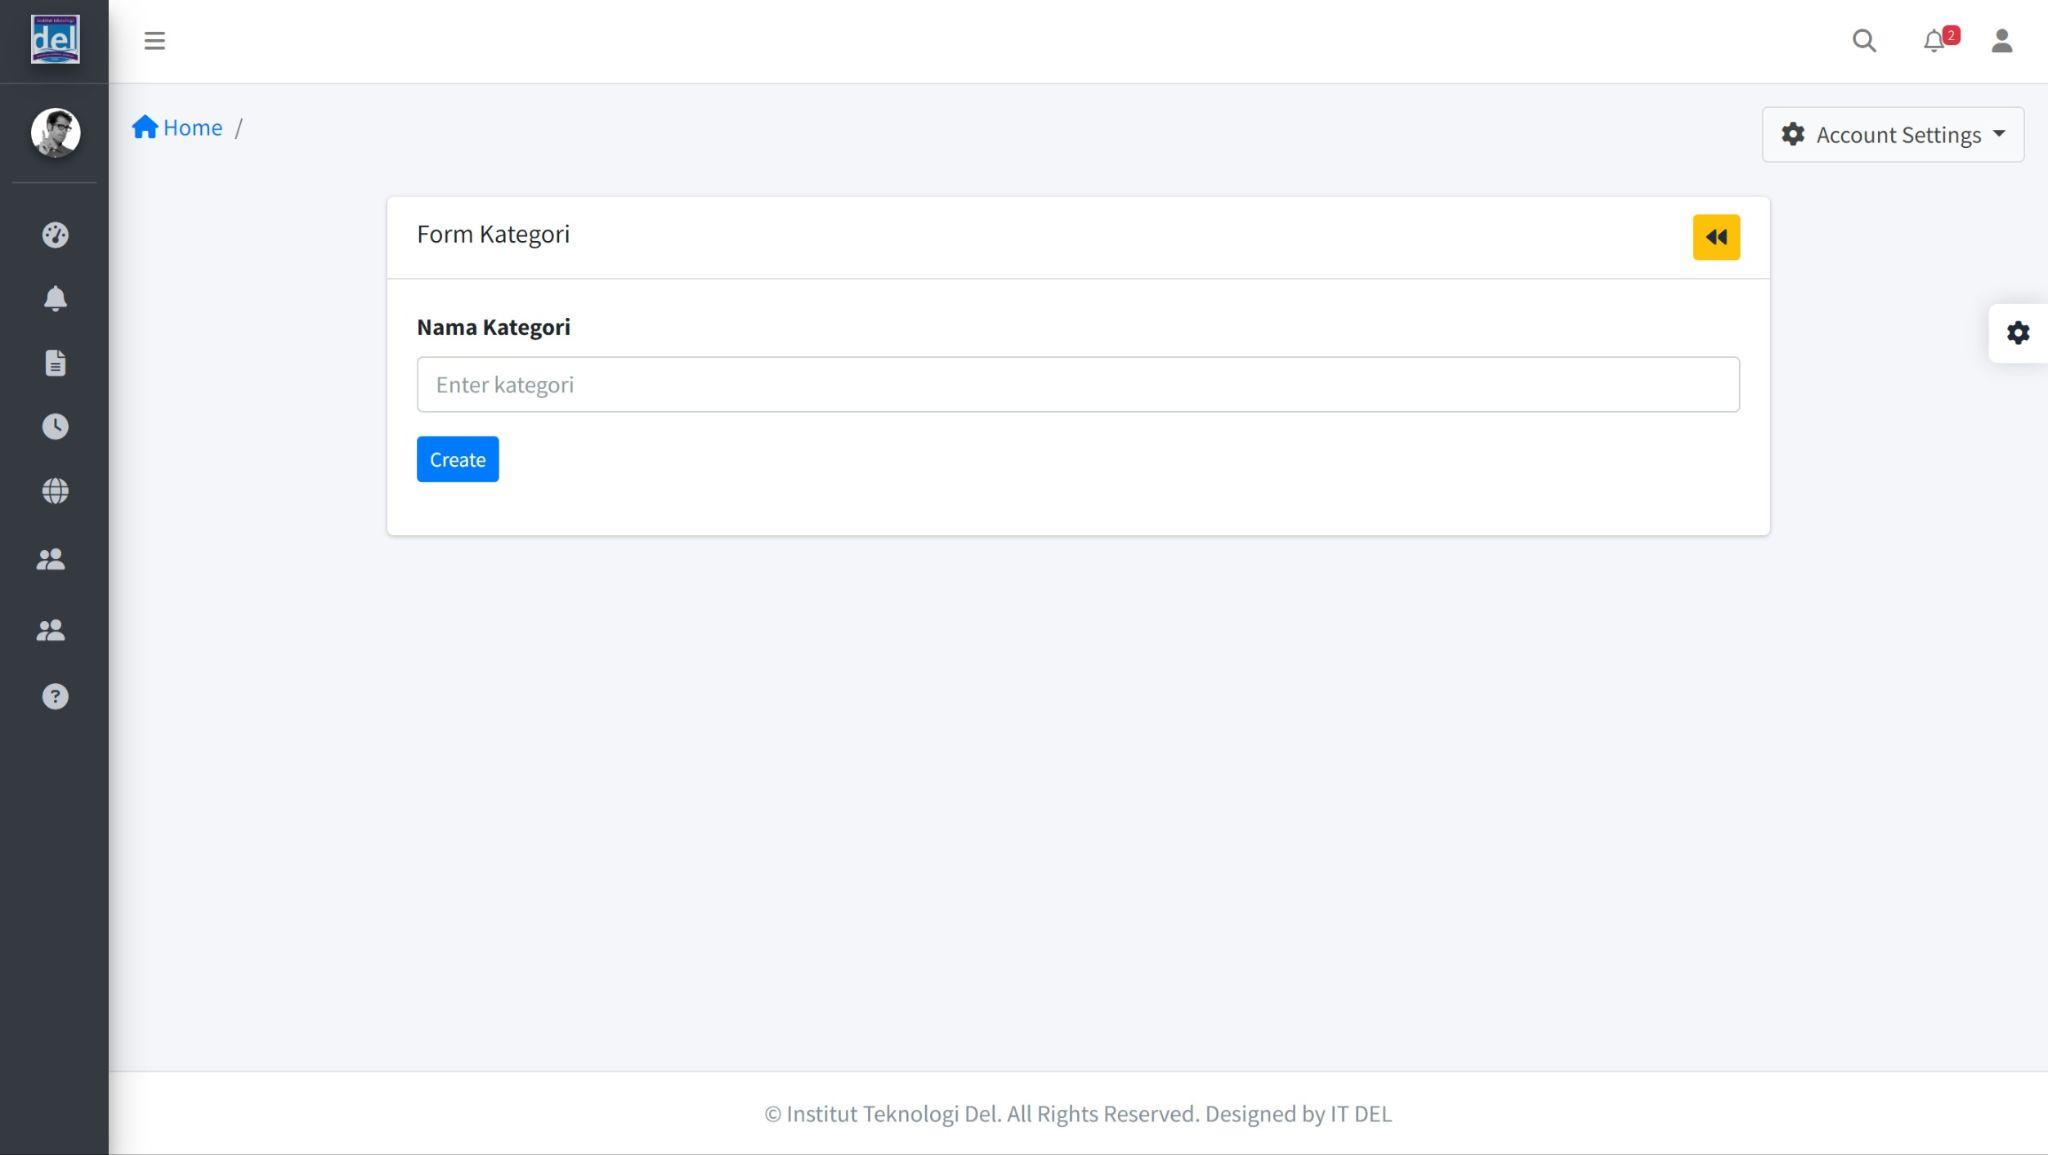 del
2
Home /
Account Settings
Form Kategori
Nama Kategori
Enter kategori
Create
© Institut Teknologi Del. All Rights Reserved. Designed by IT DEL